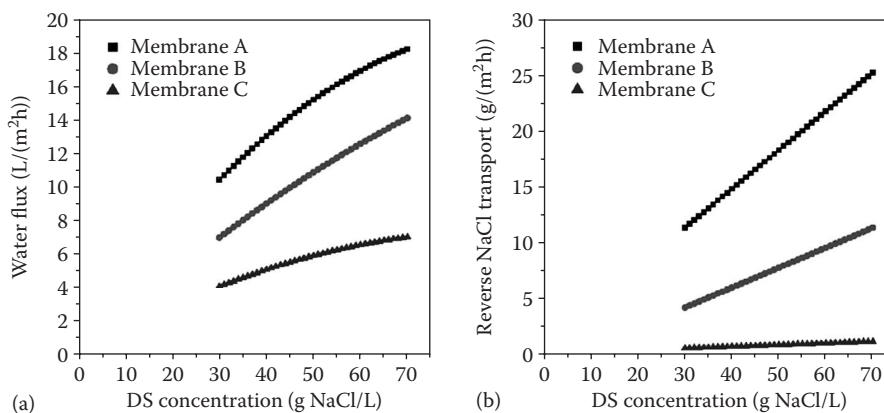 20
18
16
14
12
10
8
6
4
2
0
Water flux (L/(m²h))
Membrane A
Membrane B
Membrane C
0 10 20 30 40 50 60 70
DS concentration (g NaCl/L)
(a)
30
25
20
15
10
5
0
Reverse NaCl transport (g/(m²h))
Membrane A
Membrane B
Membrane C
0 10 20 30 40 50 60 70
DS concentration (g NaCl/L)
(b)